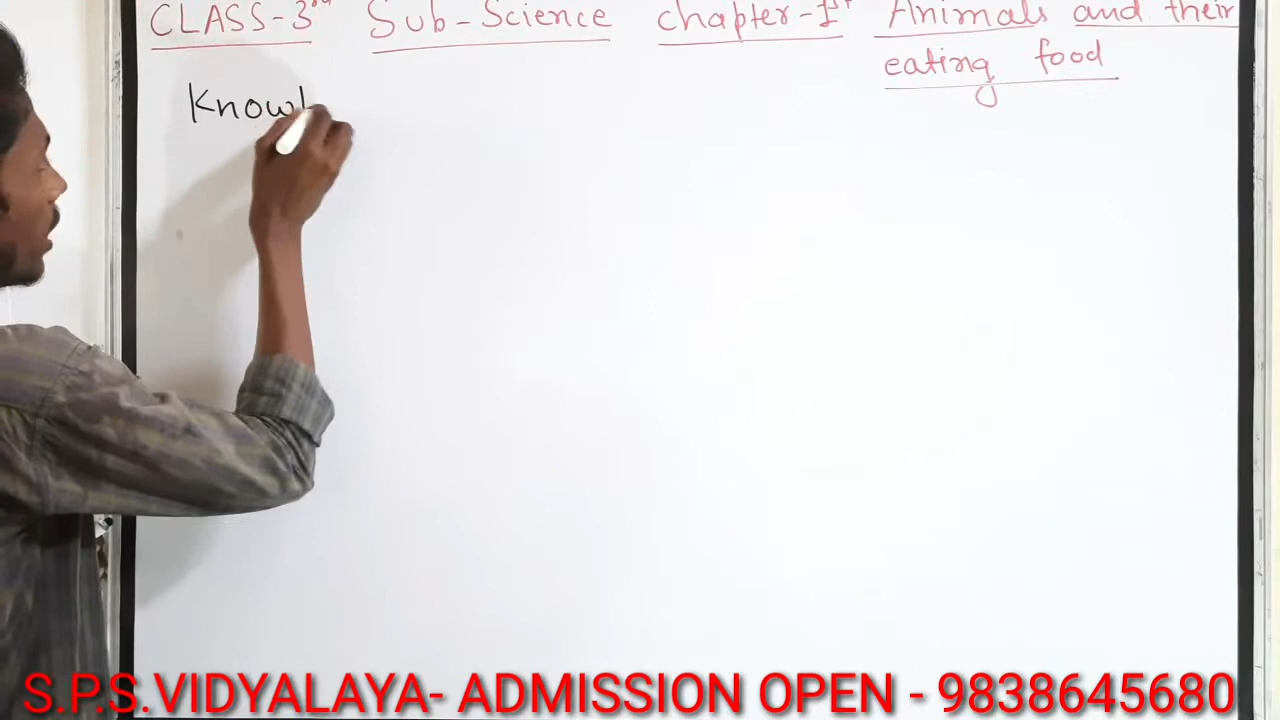 CLASS-3rd Sub-Science chapter-1st Animals and their
eating food
Knowl
S.P.S.VIDYALAYA- ADMISSION OPEN - 9838645680